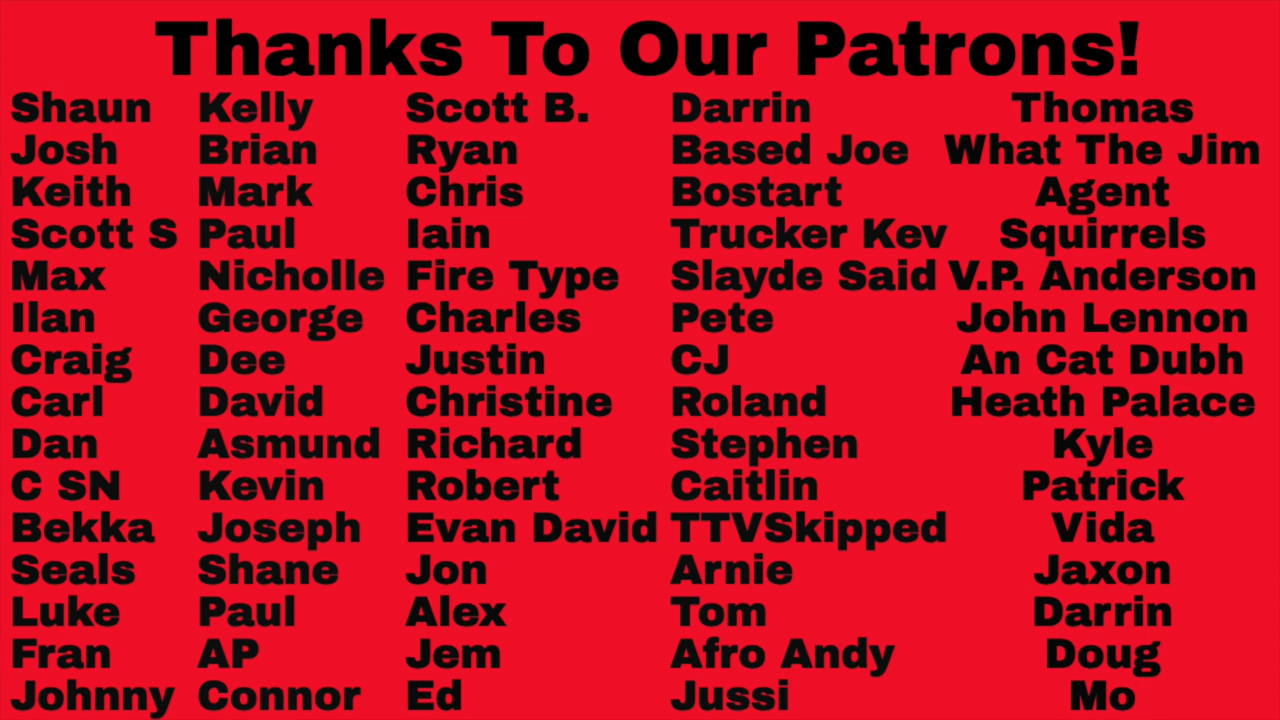 Thanks To Our Patrons!
Shaun
Josh
Keith
Scott S
Max
Ilan
Craig
Carl
Dan
C SN
Bekka
Seals
Luke
Fran
Johnny
Kelly
Brian
Mark
Paul
Nicholle
George
Dee
David
Asmund
Kevin
Joseph
Shane
Paul
AP
Connor
Scott B.
Ryan
Chris
Iain
Fire Type
Charles
Justin
Christine
Richard
Robert
Evan David
Jon
Alex
Jem
Ed
Darrin
Based Joe
Bostart
Trucker Kev
Slayde Said
Pete
CJ
Roland
Stephen
Caitlin
TTVSkipped
Arnie
Tom
Afro Andy
Jussi
Thomas
What The Jim
Agent
Squirrels
V.P. Anderson
John Lennon
An Cat Dubh
Heath Palace
Kyle
Patrick
Vida
Jaxon
Darrin
Doug
Mo